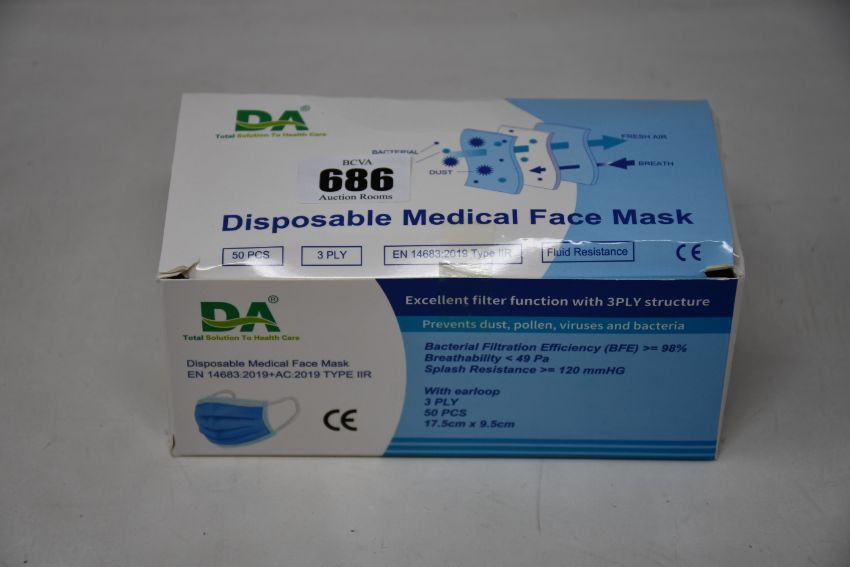 DA®
Total Solution To Health Care
BACTERIAL
DUST
FRESH AIR
BREATH
BCVA
686
Auction Rooms
Disposable Medical Face Mask
50 PCS
3 PLY
EN 14683:2019 Type IIR
Fluid Resistance
CE
DA®
Total Solution To Health Care
Disposable Medical Face Mask
EN 14683:2019+AC:2019 TYPE IIR
CE
Excellent filter function with 3PLY structure
Prevents dust, pollen, viruses and bacteria
Bacterial Filtration Efficiency (BFE) >= 98%
Breathability < 49 Pa
Splash Resistance >= 120 mmHG
With earloop
3 PLY
50 PCS
17.5cm x 9.5cm